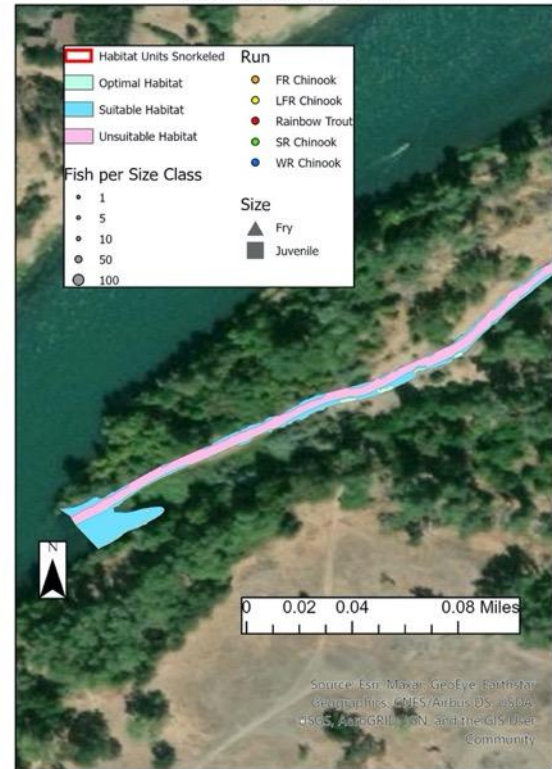 Habitat Units Snorkeled
Optimal Habitat
Suitable Habitat
Unsuitable Habitat
Fish per Size Class
1
5
10
50
100
Run
FR Chinook
LFR Chinook
Rainbow Trout
SR Chinook
WR Chinook
Size
Fry
Juvenile
N
0 0.02 0.04 0.08 Miles
Source: Esri, Maxar, GeoEye, Earthstar
Geographics, CNES/Airbus DS, USDA,
USGS, AeroGRID, IGN, and the GIS User
Community